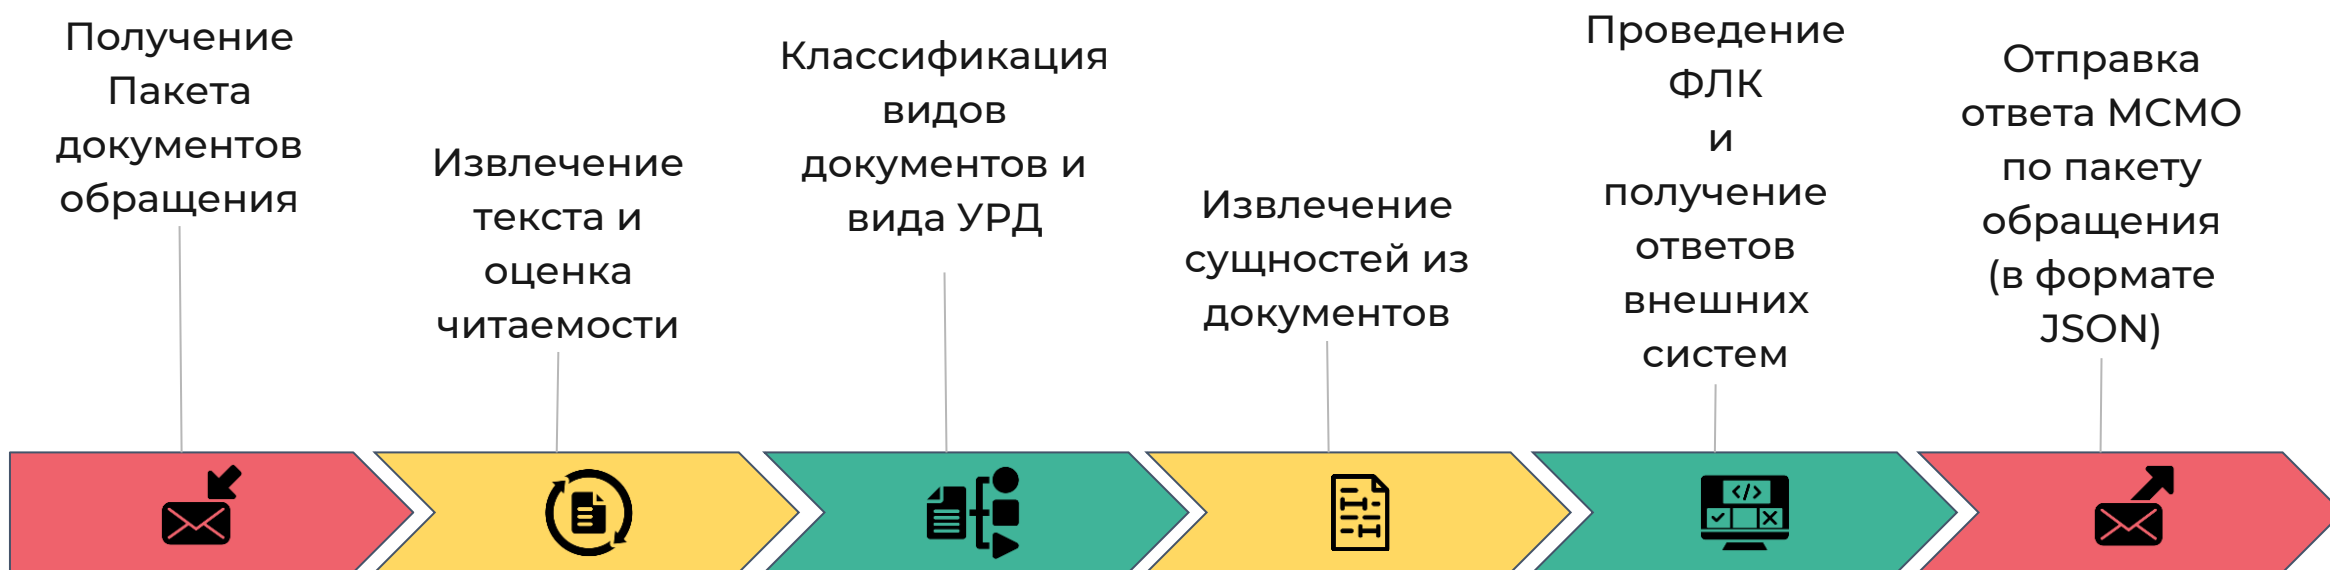 Получение
Пакета
документов
обращения
Извлечение
текста и
оценка
читаемости
Классификация
видов
документов и
вида УРД
Извлечение
сущностей из
документов
Проведение
ФЛК
и
получение
ответов
внешних
систем
Отправка
ответа МСМО
по пакету
обращения
(в формате
JSON)